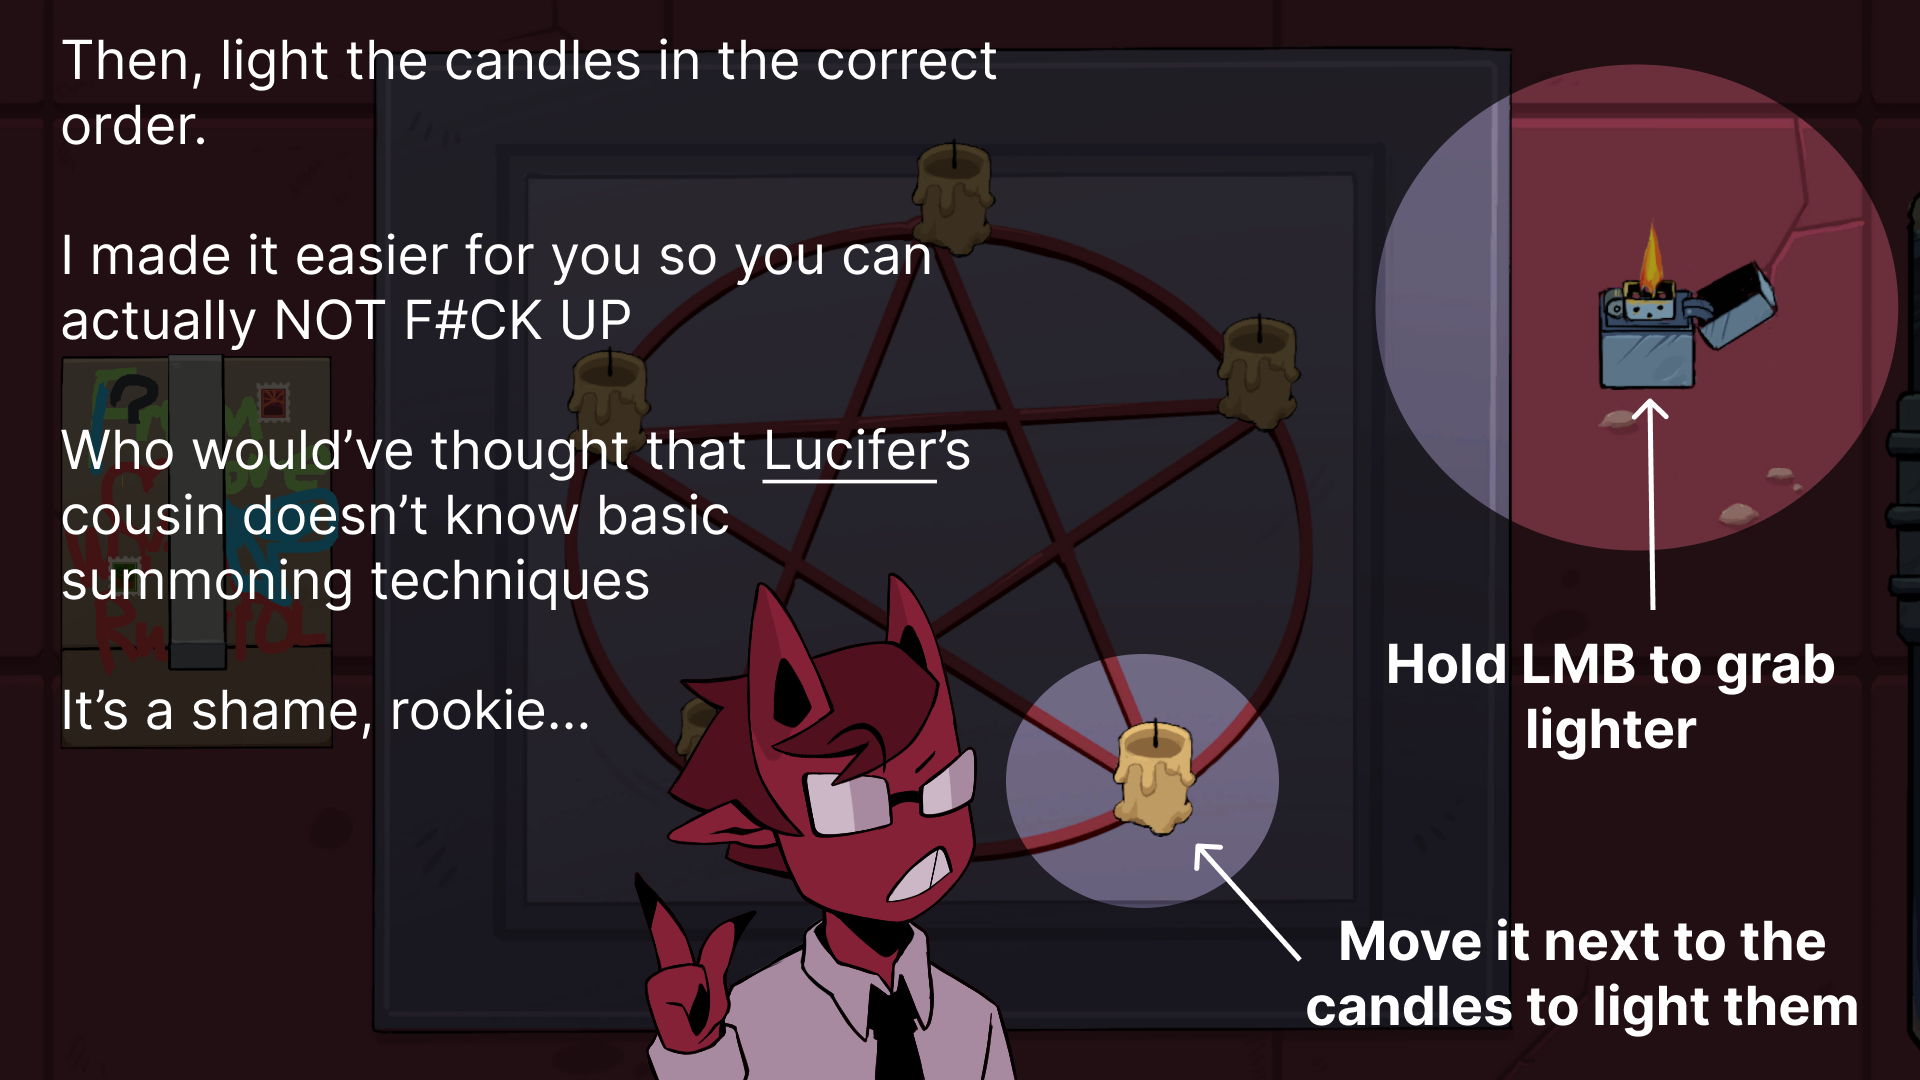 Then, light the candles in the correct
order.
I made it easier for you so you can
actually NOT F#CK UP
Who would’ve thought that Lucifer’s
cousin doesn’t know basic
summoning techniques
It’s a shame, rookie...
Hold LMB to grab
lighter
Move it next to the
candles to light them